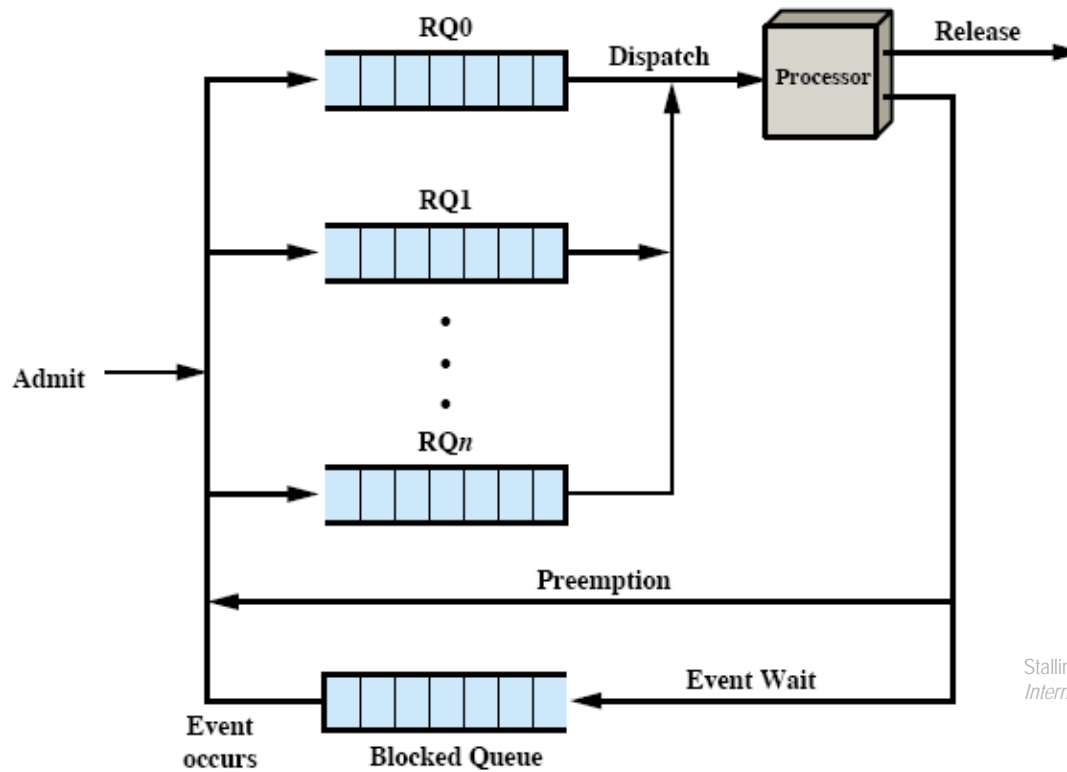 RQ0
Release
Dispatch
Processor
RQ1
Admit
RQn
Preemption
Event Wait
Event
occurs
Blocked Queue